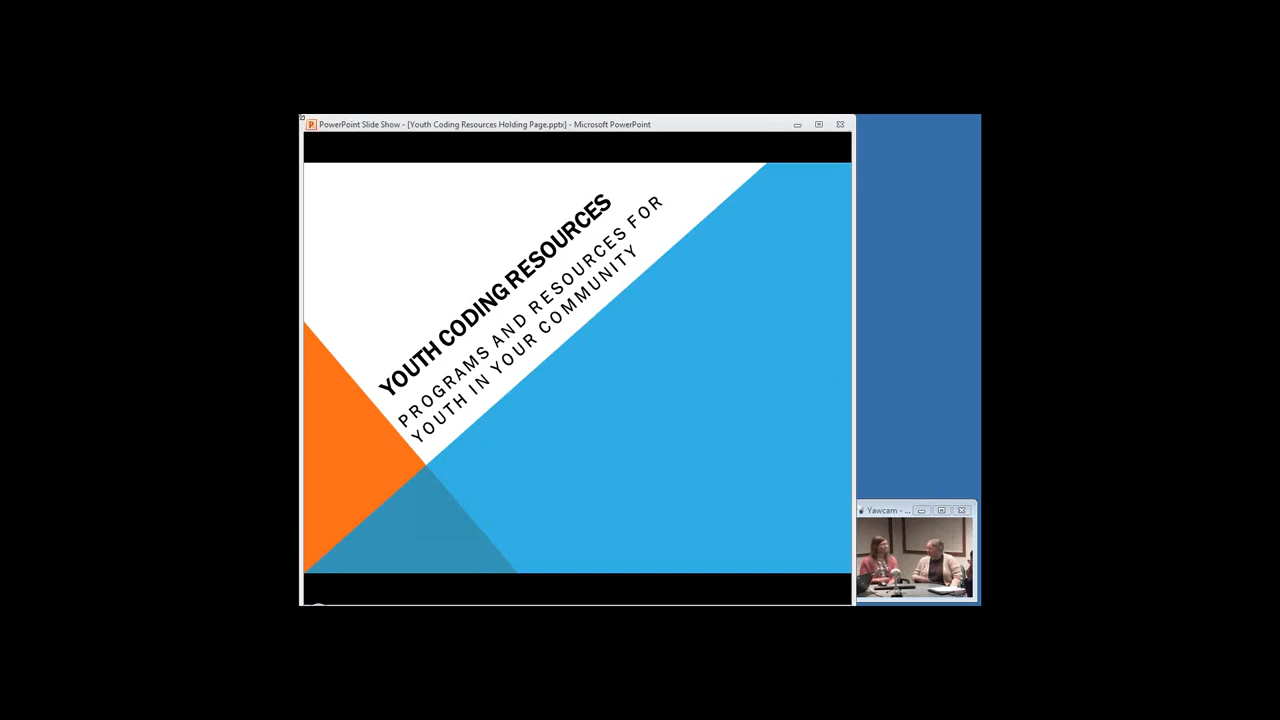 PowerPoint Slide Show - [Youth Coding Resources Holding Page.pptx] - Microsoft PowerPoint
YOUTH CODING RESOURCES
PROGRAMS AND RESOURCES FOR
YOUTH IN YOUR COMMUNITY
Yawcam - ...